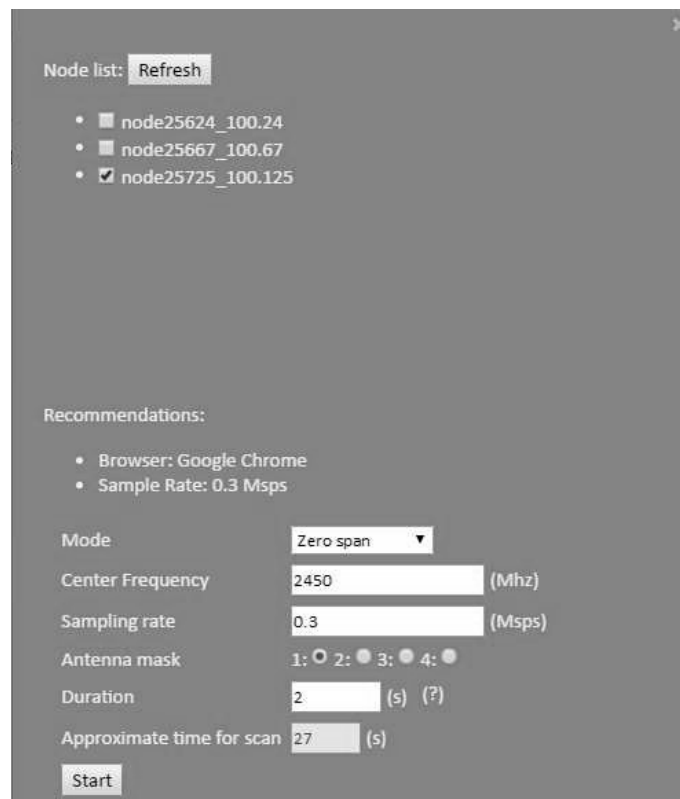 Node list: Refresh
node25624_100.24
node25667_100.67
node25725_100.125
Recommendations:
Browser: Google Chrome
Sample Rate: 0.3 Msps
Mode Zero span
Center Frequency 2450 (Mhz)
Sampling rate 0.3 (Msps)
Antenna mask 1: 2: 3: 4:
Duration 2 (s) (?)
Approximate time for scan 27 (s)
Start